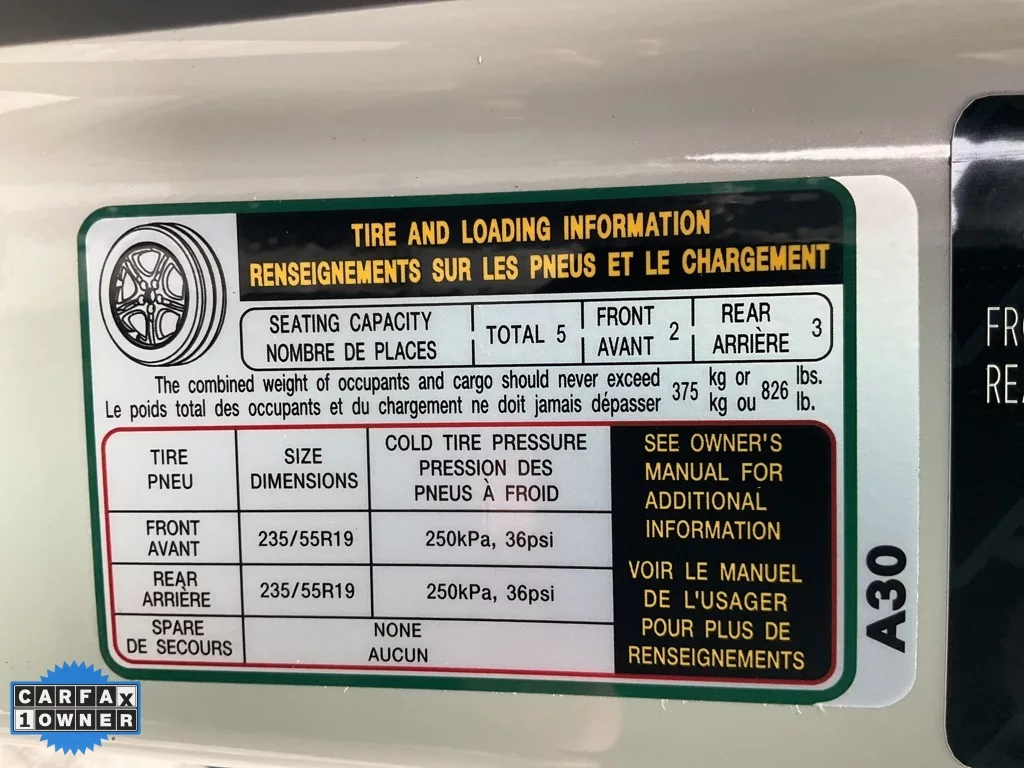 TIRE AND LOADING INFORMATION
RENSEIGNEMENTS SUR LES PNEUS ET LE CHARGEMENT
SEATING CAPACITY
NOMBRE DE PLACES
TOTAL 5
FRONT
AVANT
2
REAR
ARRIÈRE
3
The combined weight of occupants and cargo should never exceed 375 kg or 826 lbs.
Le poids total des occupants et du chargement ne doit jamais dépasser kg ou lb.
TIRE
PNEU
SIZE
DIMENSIONS
COLD TIRE PRESSURE
PRESSION DES
PNEUS À FROID
FRONT
AVANT
235/55R19
250kPa, 36psi
REAR
ARRIÈRE
235/55R19
250kPa, 36psi
SPARE
DE SECOURS
NONE
AUCUN
SEE OWNER'S
MANUAL FOR
ADDITIONAL
INFORMATION
VOIR LE MANUEL
DE L'USAGER
POUR PLUS DE
RENSEIGNEMENTS
A30
CARFAX
1 OWNER